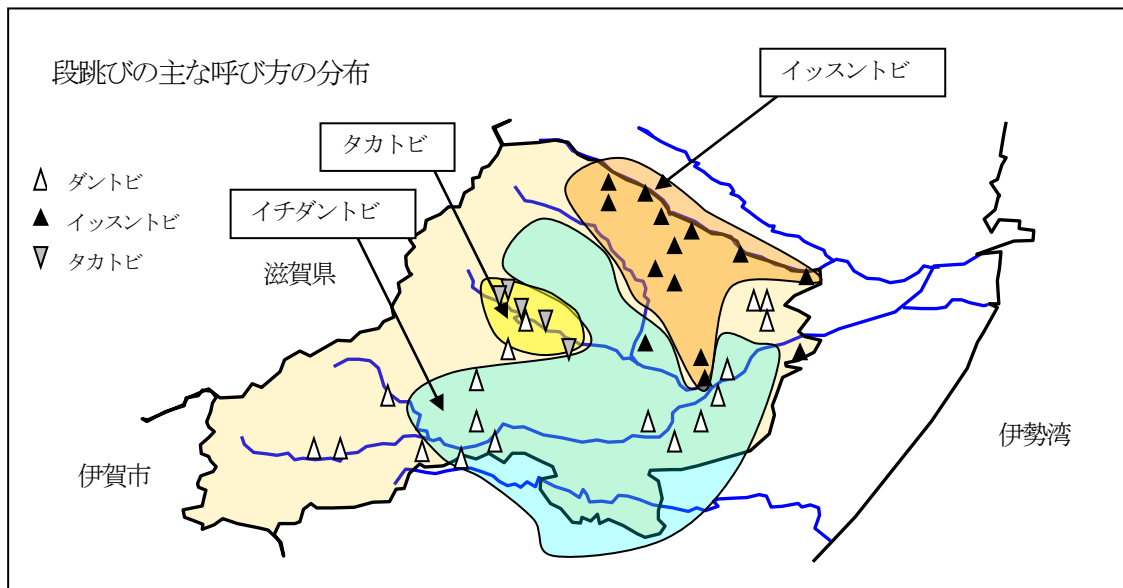 段跳びの主な呼び方の分布
イッスントビ
タカトビ
ダントビ
イッスントビ
イチダントビ
タカトビ
滋賀県
伊勢湾
伊賀市